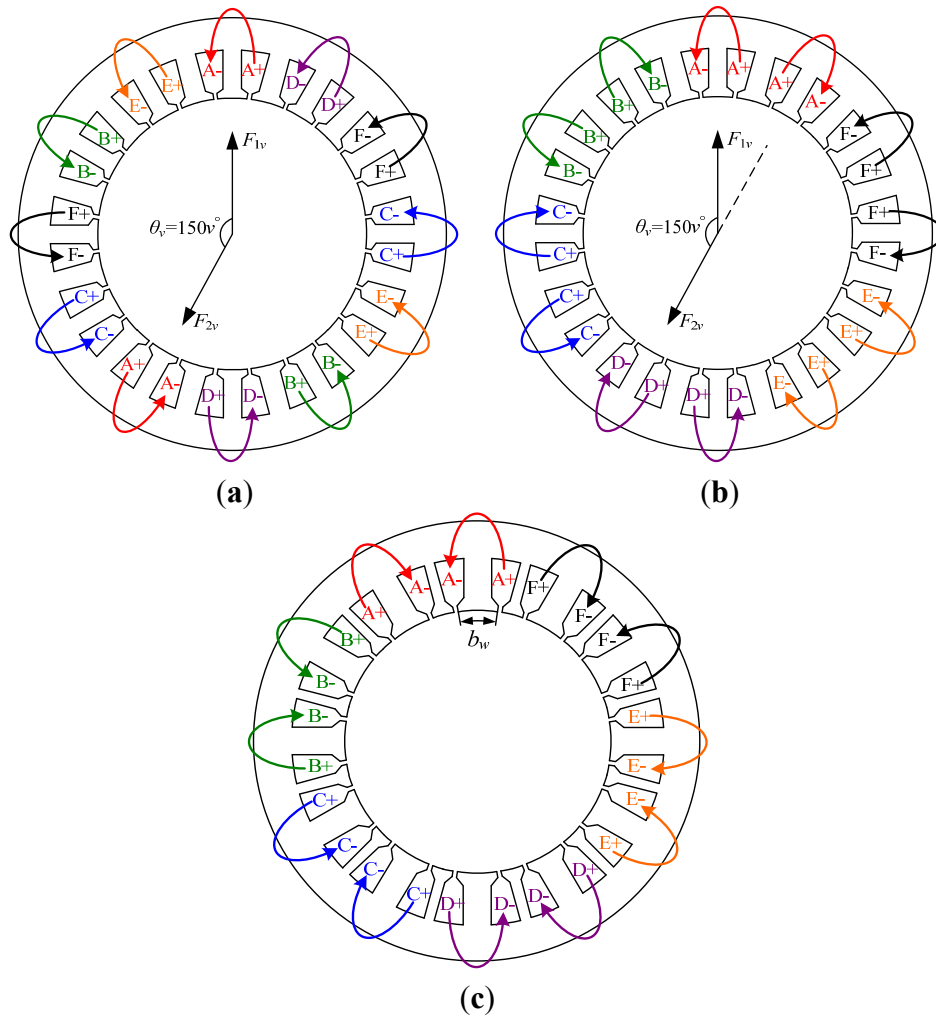 A- A+
E+ D-
E- D+
B+ F-
F1v
B- F+
F+ C-
θv=150v°
F- C+
C+ E-
F2v
C- E+
A+ B-
A- B+
D+ D-
(a)
A- A+
B- A+
B+ A-
B+ F-
F1v
B- F+
C- F+
θv=150v°
C+ F-
C+ E-
F2v
C- E+
D- E+
D+ E-
D+ D-
(b)
A- A- A+ F+
A+ F-
B+ F-
bw
B- F+
B- E+
B+ E-
C+ E-
C- E+
C- D+
C+ D+ D- D-
(c)